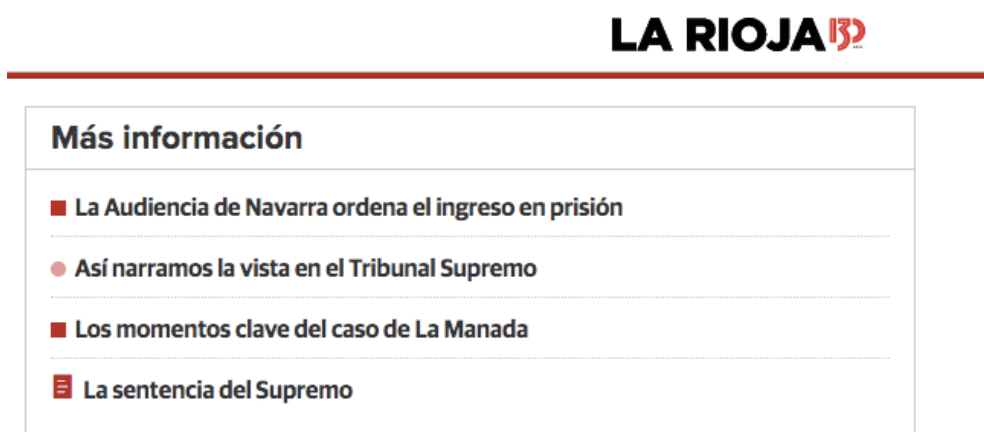 LA RIOJA 130
Más información
La Audiencia de Navarra ordena el ingreso en prisión
Así narramos la vista en el Tribunal Supremo
Los momentos clave del caso de La Manada
La sentencia del Supremo